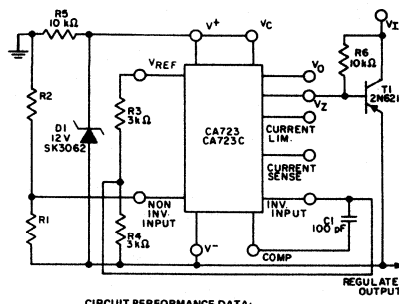 R5
10 kΩ
V+
VC
VI
R6
10kΩ
T1
2N621
VREF
VO
VZ
R2
D1
12V
SK3062
R3
3kΩ
CA723
CA723C
CURRENT
LIM.
CURRENT
SENSE
NON
INV.
INPUT
INV.
INPUT
C1
100 pF
R1
R4
3kΩ
V-
COMP
REGULATE
OUTPUT
CIRCUIT PERFORMANCE DATA: